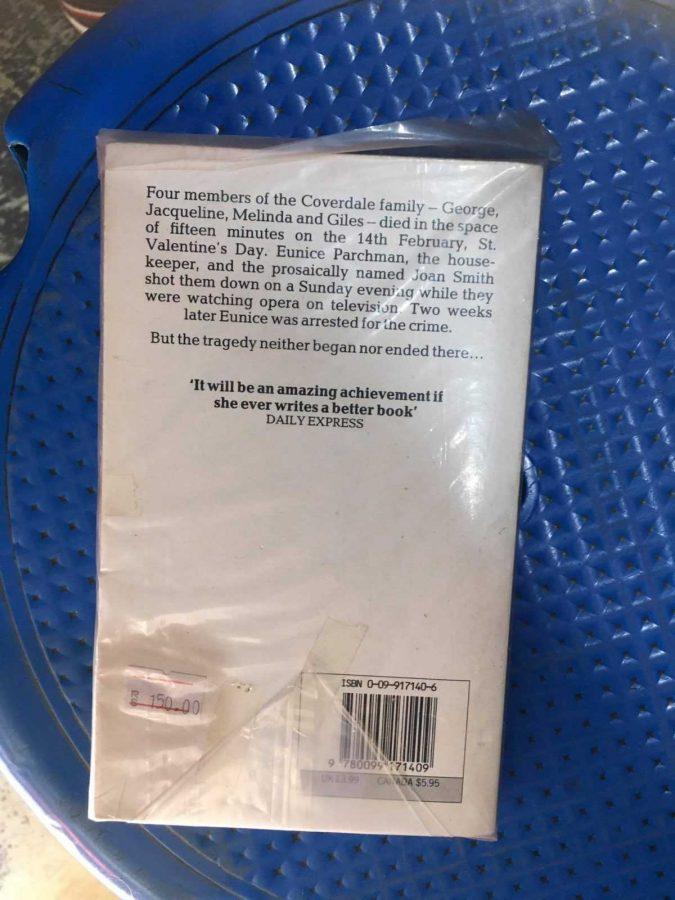 Four members of the Coverdale family – George,
Jacqueline, Melinda and Giles – died in the space
of fifteen minutes on the 14th February, St.
Valentine's Day. Eunice Parchman, the house-
keeper, and the prosaically named Joan Smith
shot them down on a Sunday evening while they
were watching opera on television. Two weeks
later Eunice was arrested for the crime.
But the tragedy neither began nor ended there...
'It will be an amazing achievement if
she ever writes a better book'
DAILY EXPRESS
150.00
ISBN 0-09-917140-6
9 780099 171409
UK £3.99 CANADA $5.95